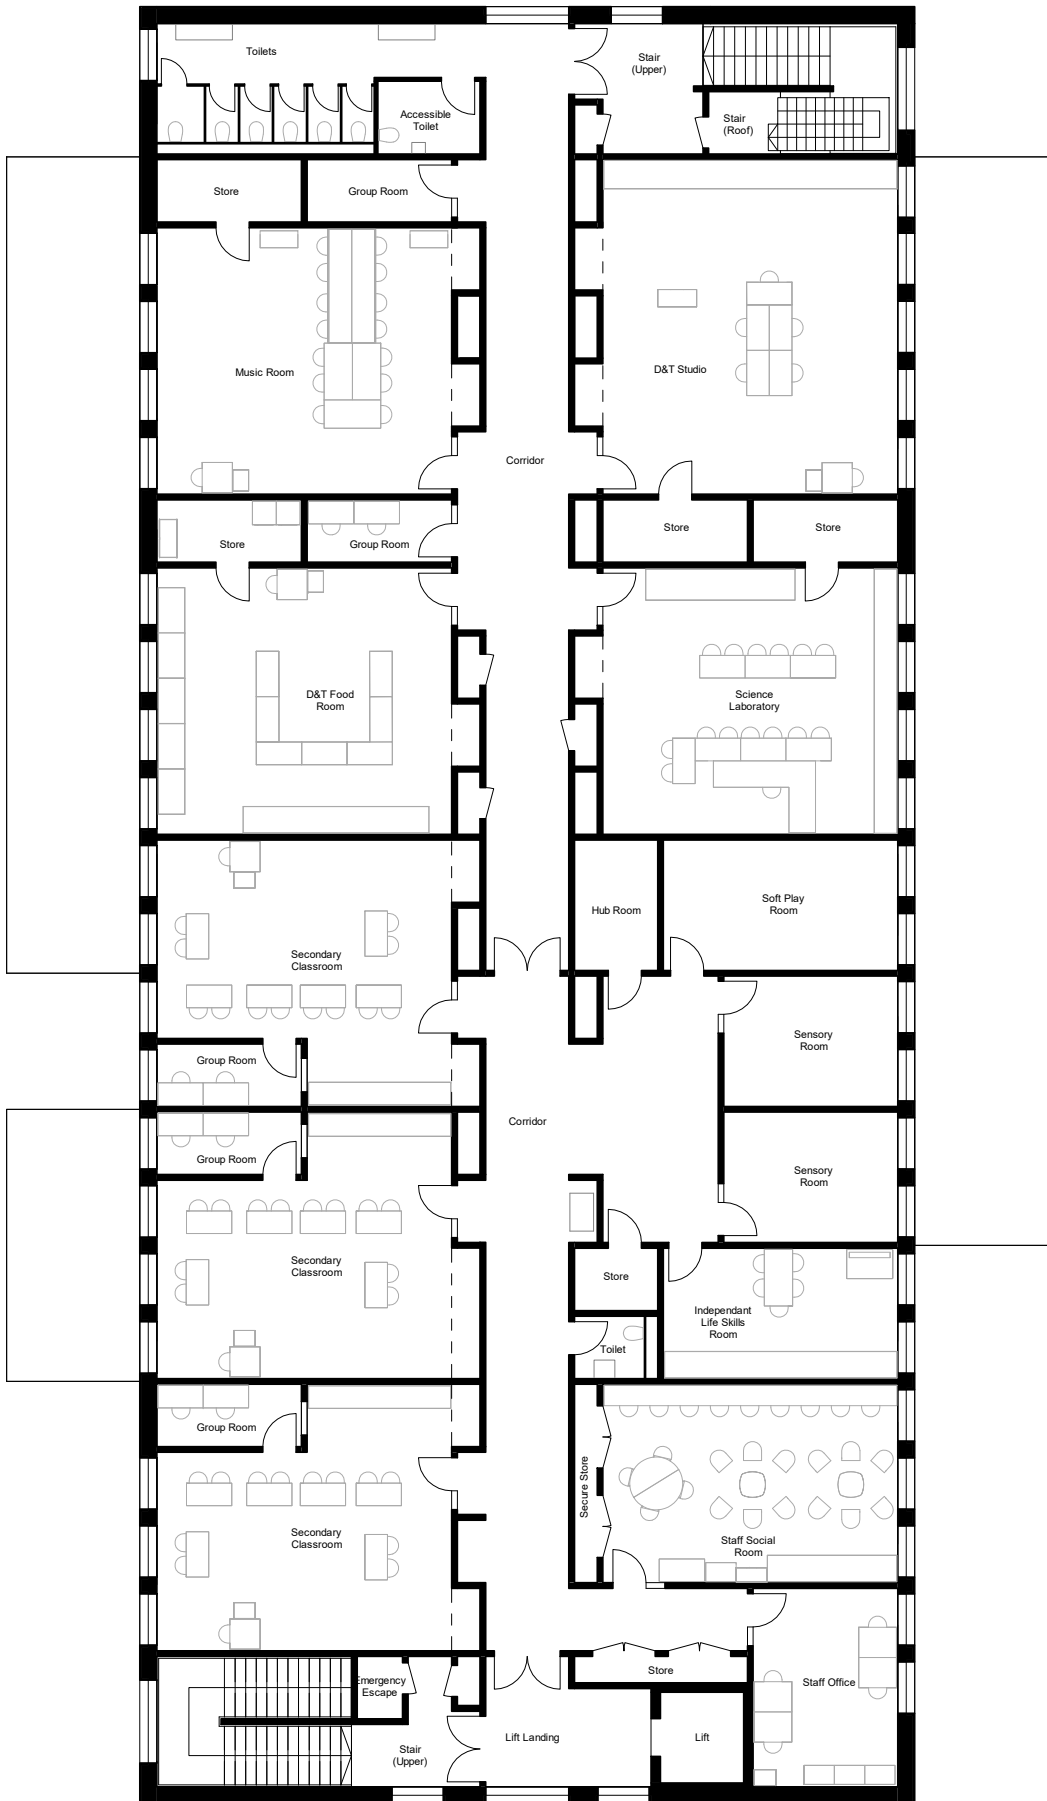 Toilets
Stair
(Upper)
Accessible
Toilet
Stair
(Roof)
Store
Group Room
Music Room
D&T Studio
Corridor
Store
Group Room
Store
Store
D&T Food
Room
Science
Laboratory
Hub Room
Soft Play
Room
Secondary
Classroom
Sensory
Room
Group Room
Corridor
Group Room
Sensory
Room
Secondary
Classroom
Store
Independant
Life Skills
Room
Toilet
Group Room
Secure Store
Secondary
Classroom
Staff Social
Room
Emergency
Escape
Store
Staff Office
Stair
(Upper)
Lift Landing
Lift